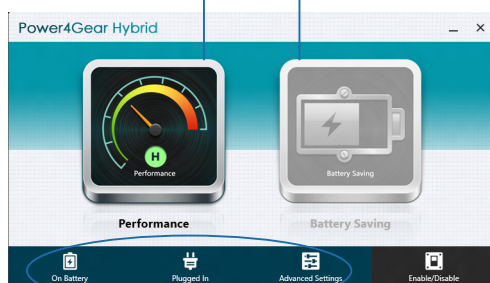 Power4Gear Hybrid
H
Performance
Battery Saving
Performance
Battery Saving
On Battery
Plugged In
Advanced Settings
Enable/Disable